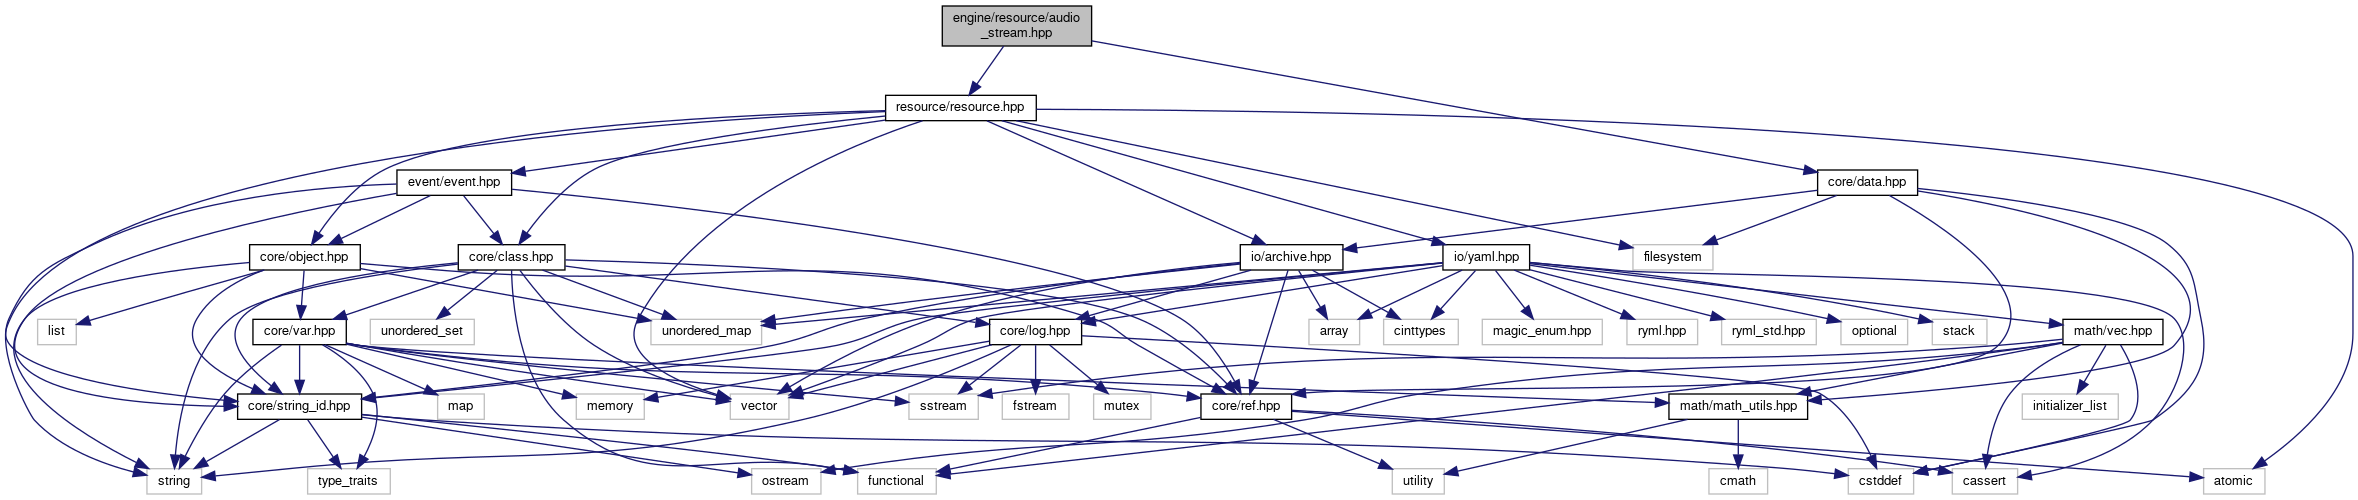 engine/resource/audio
_stream.hpp
resource/resource.hpp
event/event.hpp
core/data.hpp
core/object.hpp
core/class.hpp
io/archive.hpp
io/yaml.hpp
filesystem
list
core/var.hpp
unordered_set
unordered_map
core/log.hpp
array
cinttypes
magic_enum.hpp
ryml.hpp
ryml_std.hpp
optional
stack
math/vec.hpp
core/string_id.hpp
map
memory
vector
sstream
fstream
mutex
core/ref.hpp
math/math_utils.hpp
initializer_list
string
type_traits
ostream
functional
utility
cmath
cstddef
cassert
atomic